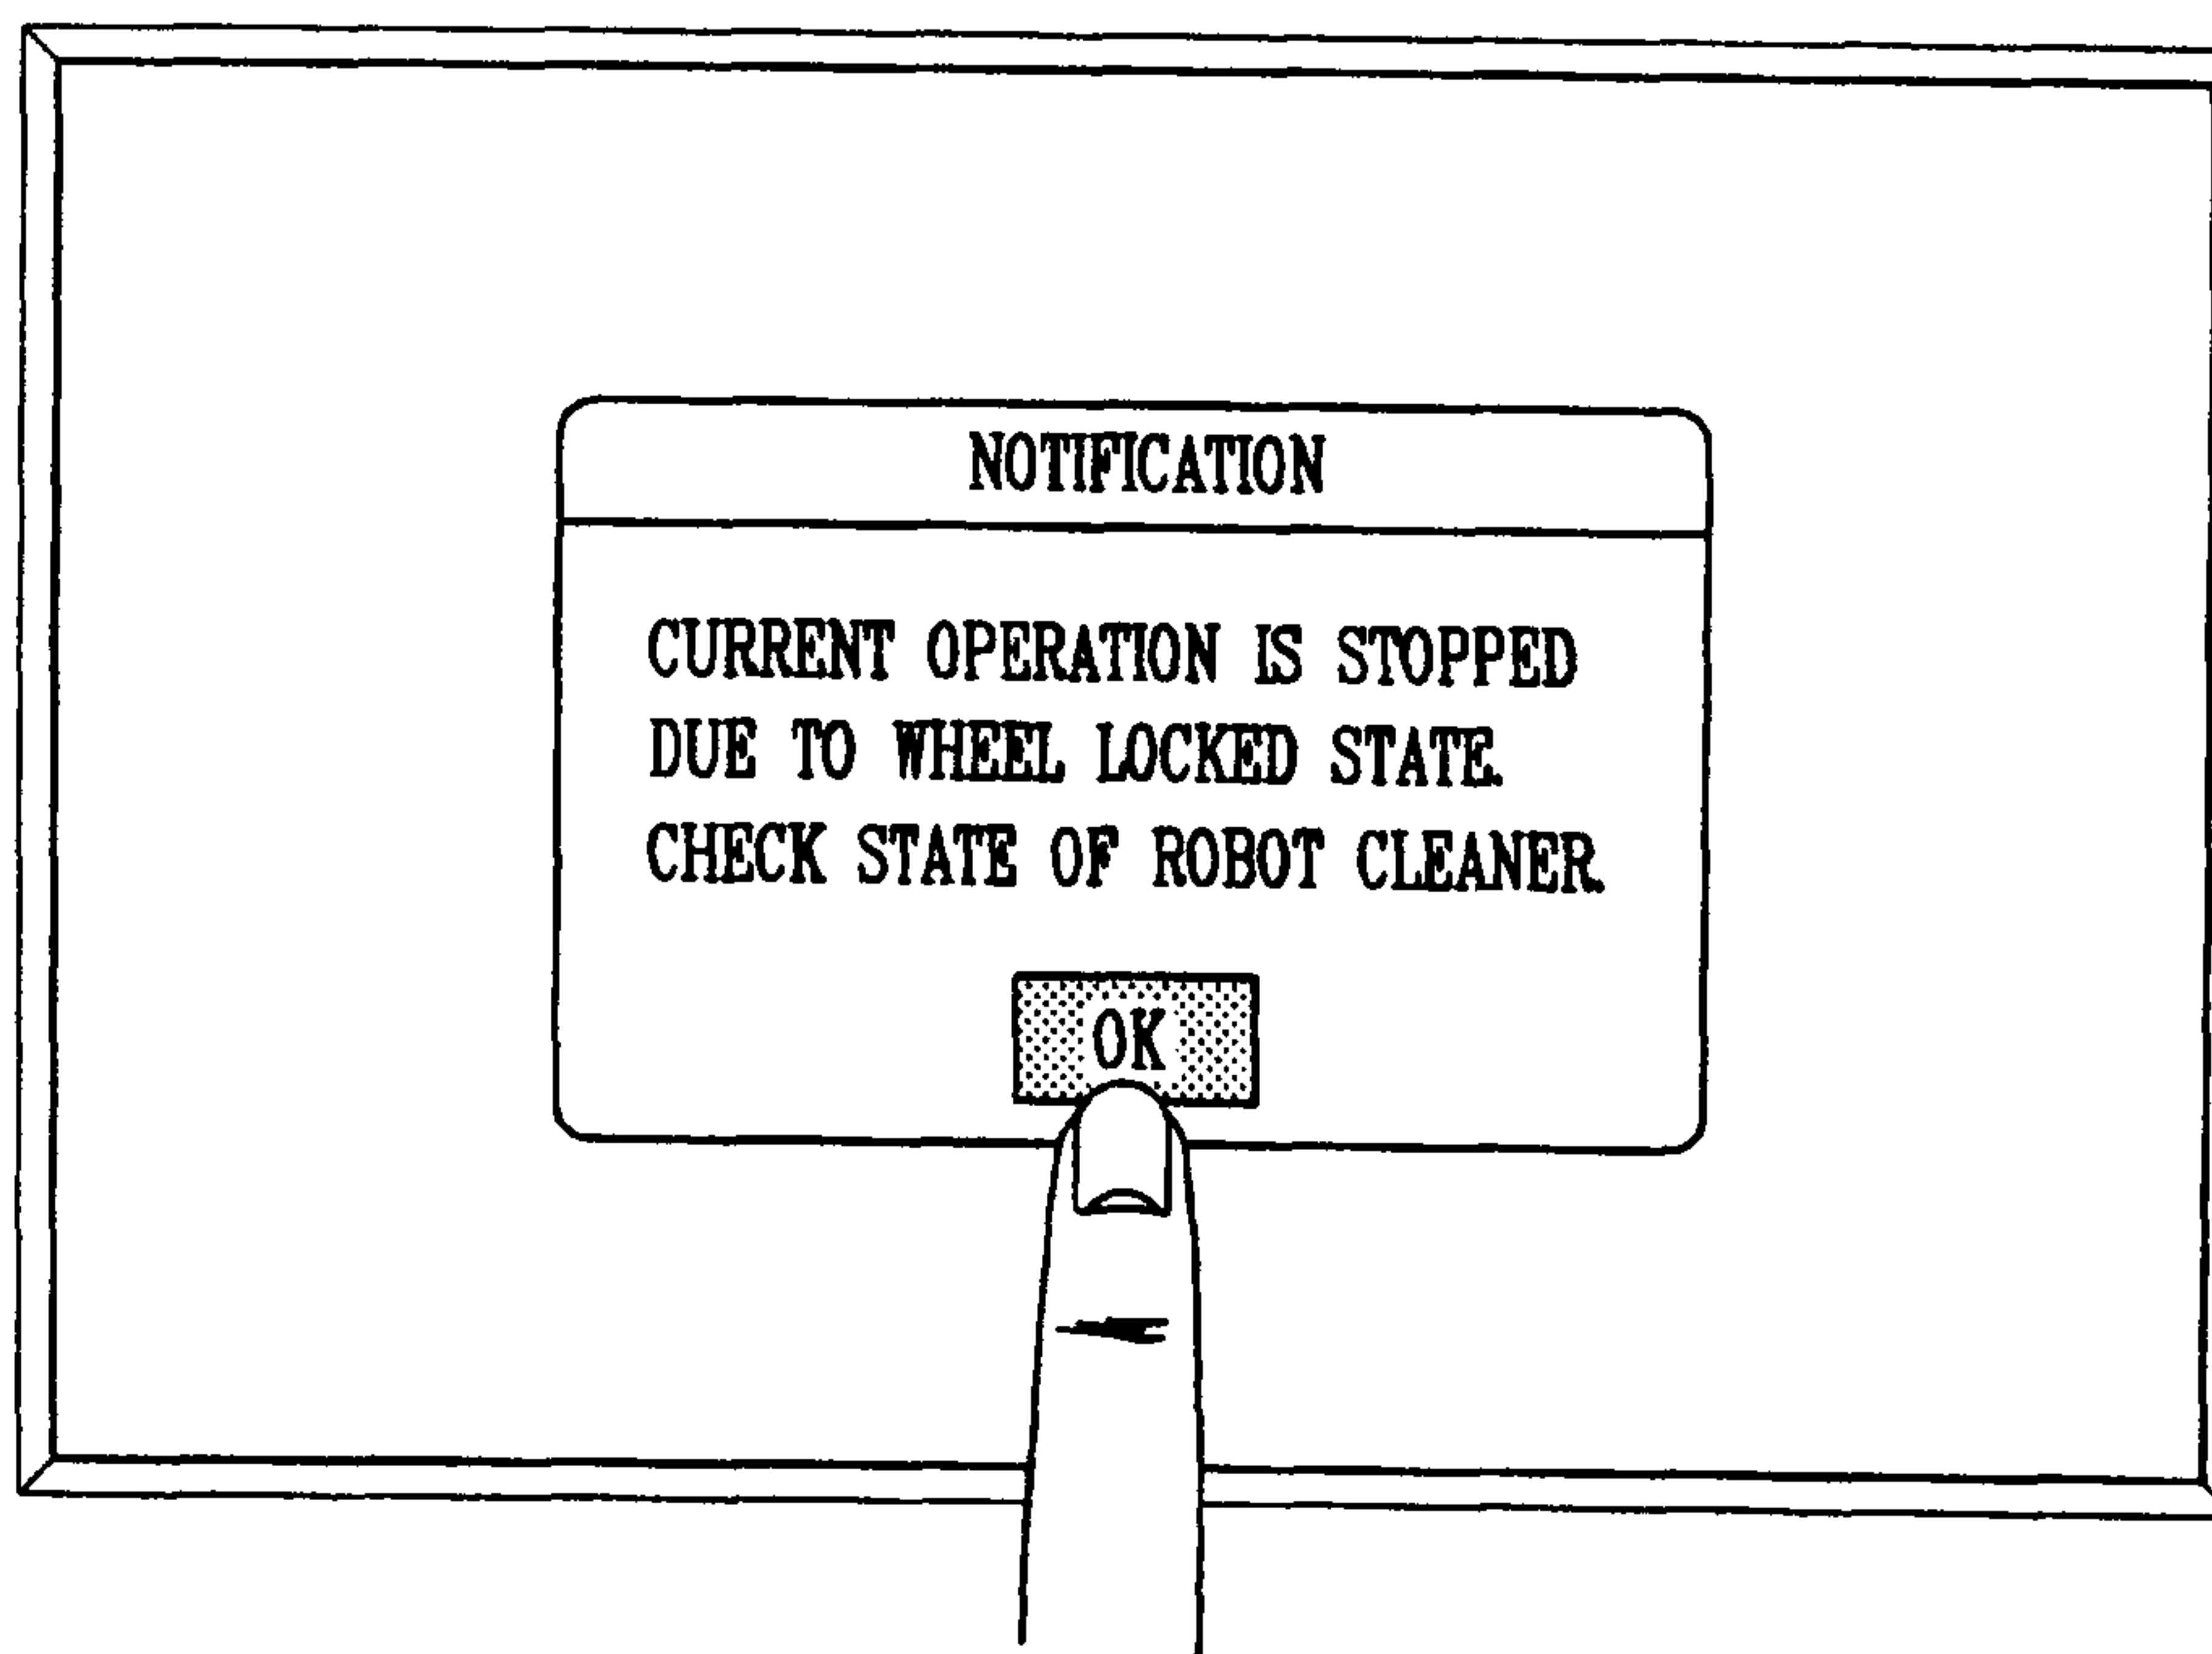 NOTIFICATION
CURRENT OPERATION IS STOPPED
DUE TO WHEEL LOCKED STATE.
CHECK STATE OF ROBOT CLEANER.
OK